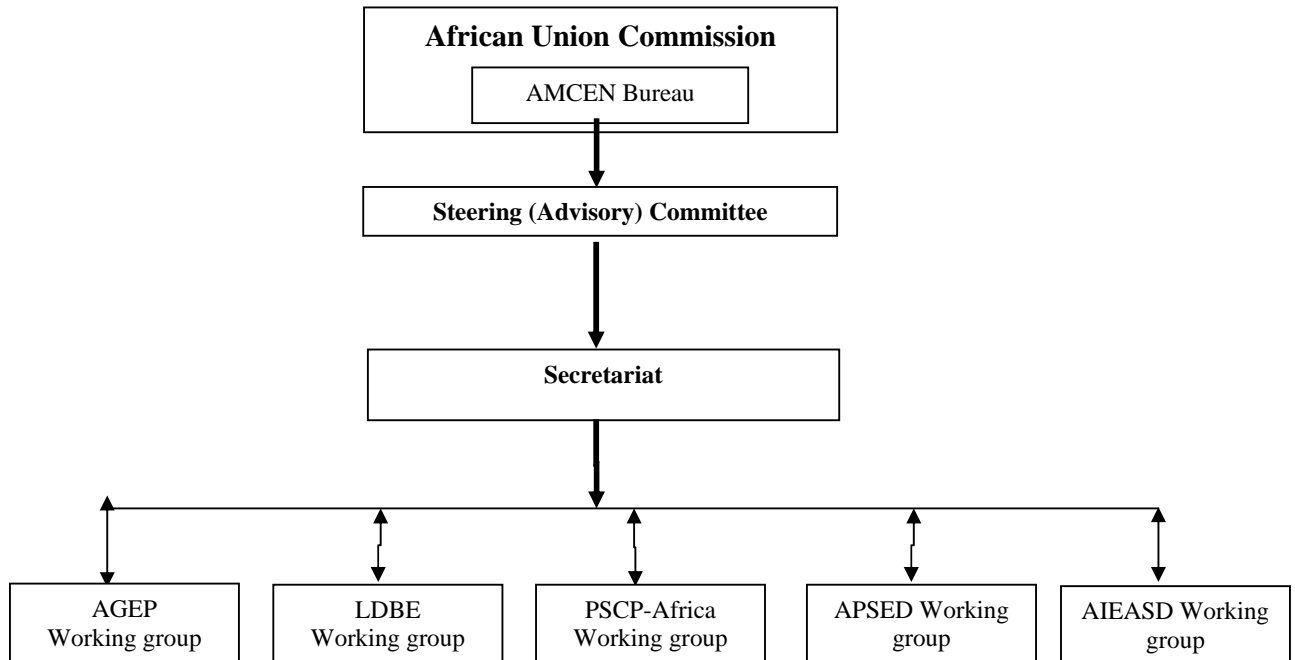 African Union Commission
AMCEN Bureau
Steering (Advisory) Committee
Secretariat
AGEP
Working group
LDBE
Working group
PSCP-Africa
Working group
APSED Working
group
AIEASD Working
group